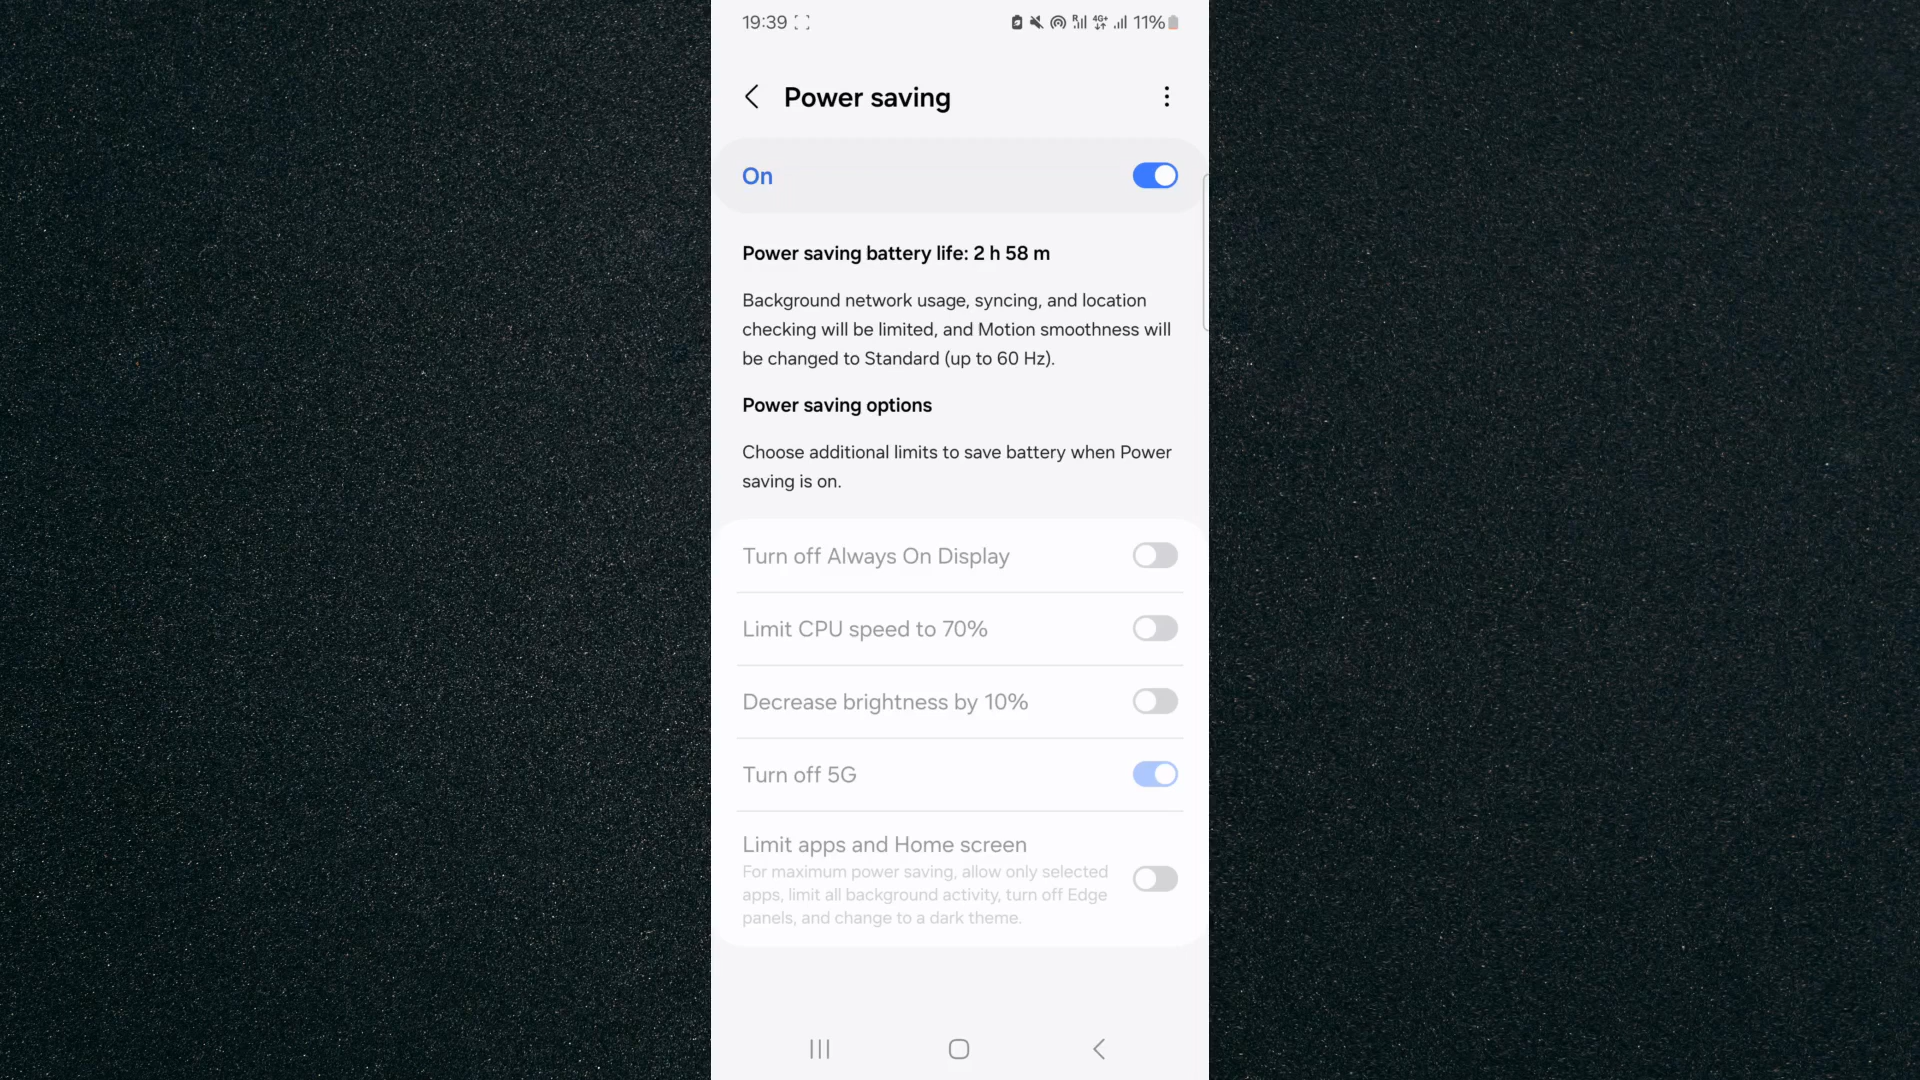 19:39
4G+
11%
Power saving
On
Power saving battery life: 2 h 58 m
Background network usage, syncing, and location
checking will be limited, and Motion smoothness will
be changed to Standard (up to 60 Hz).
Power saving options
Choose additional limits to save battery when Power
saving is on.
Turn off Always On Display
Limit CPU speed to 70%
Decrease brightness by 10%
Turn off 5G
Limit apps and Home screen
For maximum power saving, allow only selected
apps, limit all background activity, turn off Edge
panels, and change to a dark theme.